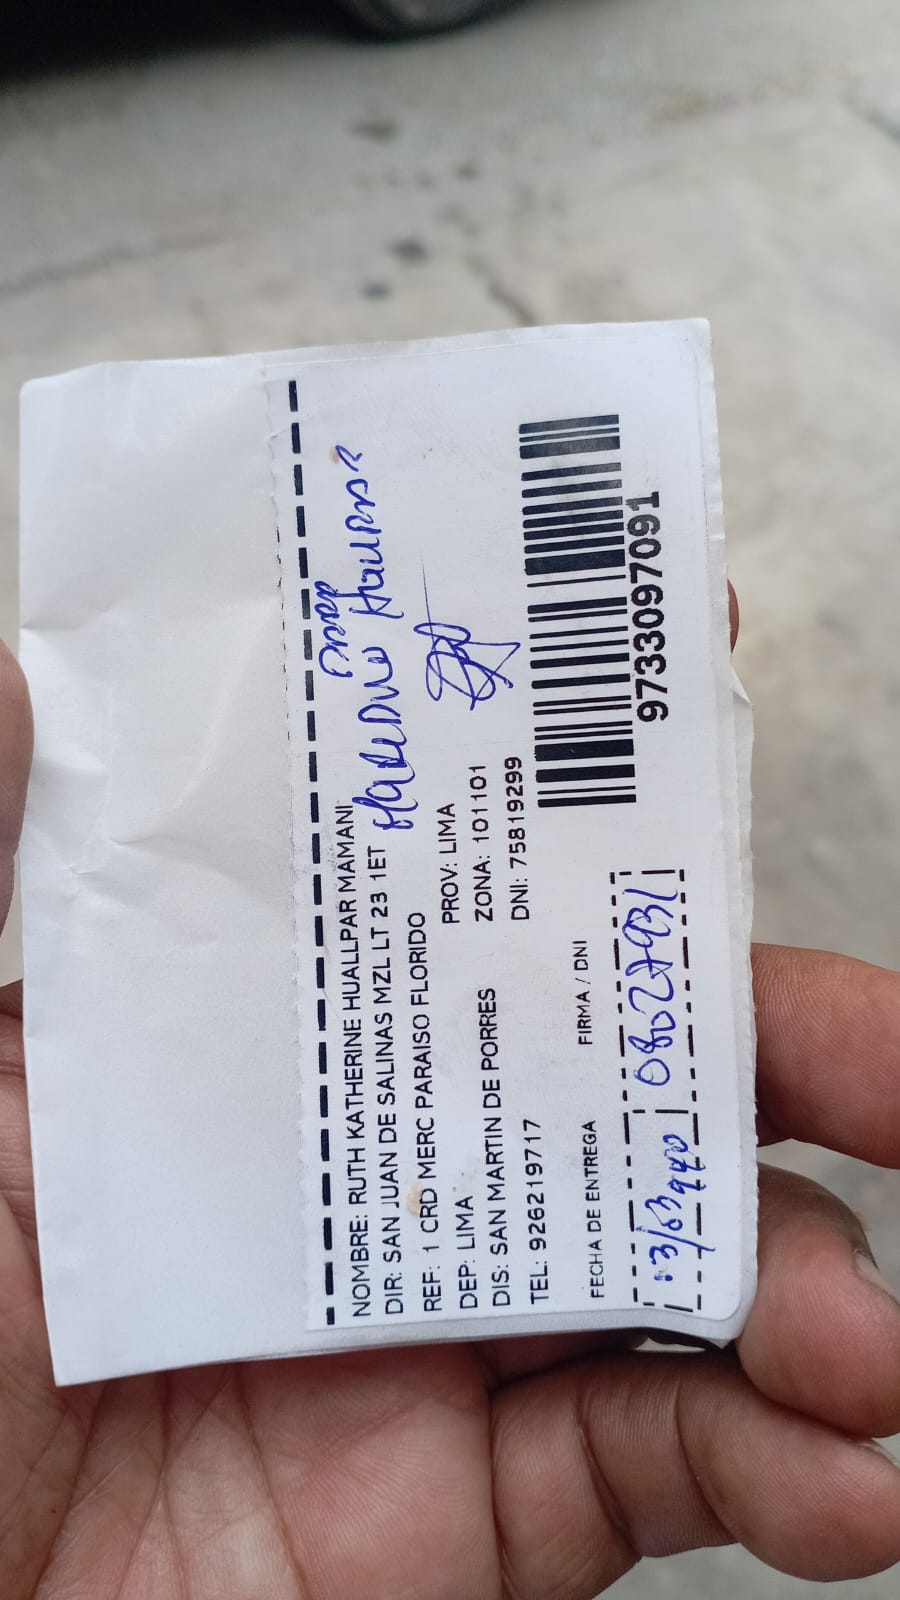 NOMBRE: RUTH KATHERINE HUALLPAR MAMANI
DIR: SAN JUAN DE SALINAS MZL LT 23 1ET
REF: 1 CRD MERC PARAISO FLORIDO
DEP: LIMA PROV: LIMA
DIS: SAN MARTIN DE PORRES ZONA: 101101
TEL: 926219717 DNI: 75819299
FECHA DE ENTREGA FIRMA / DNI
08027931
9733097091